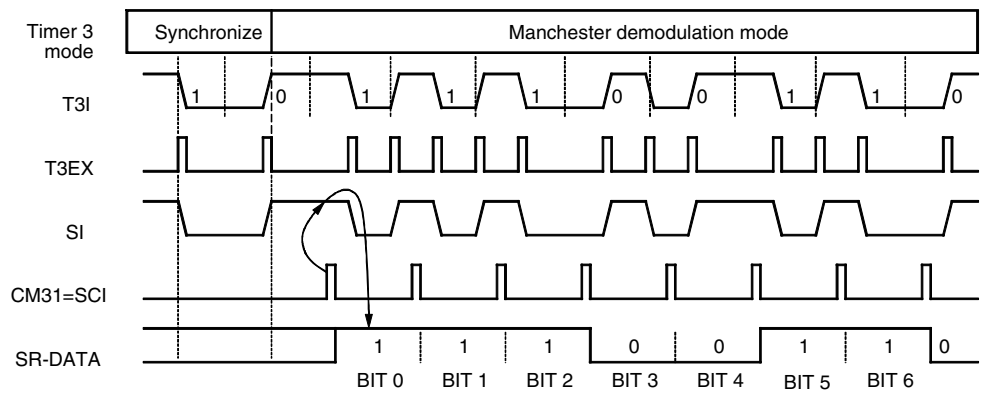 Timer 3 mode
Synchronize
Manchester demodulation mode
T3I
1 0 1 1 1 0 0 1 1 0
T3EX
SI
CM31=SCI
SR-DATA
1 1 1 0 0 1 1 0
BIT 0 BIT 1 BIT 2 BIT 3 BIT 4 BIT 5 BIT 6